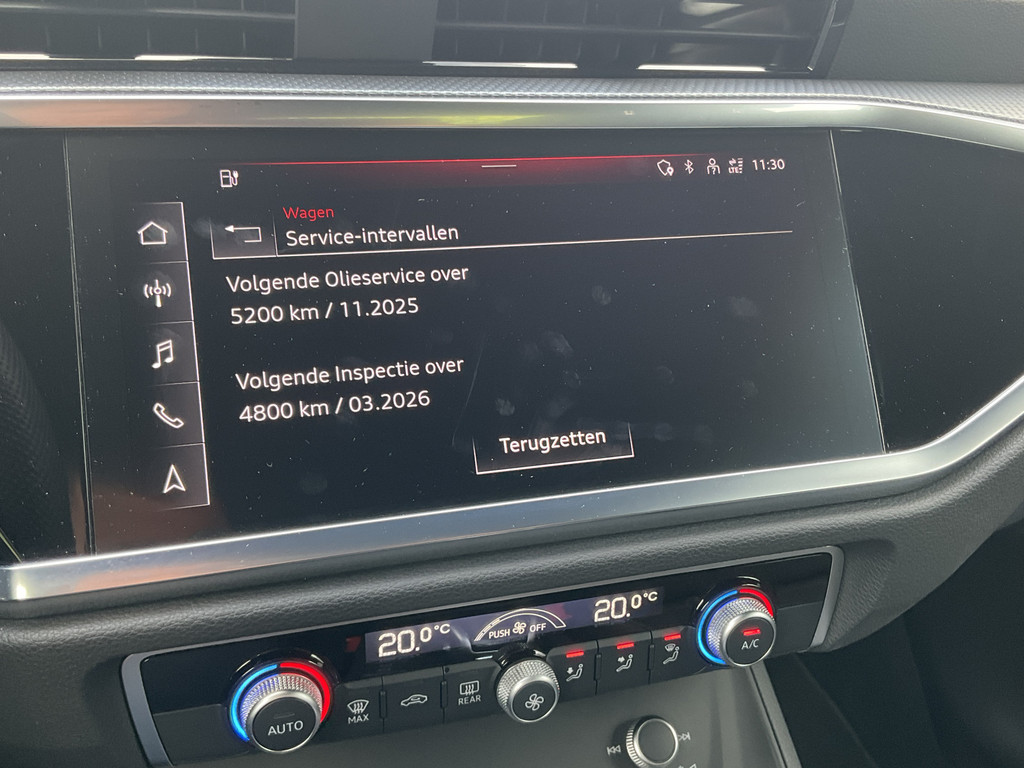 11:30
Wagen
Service-intervallen
Volgende Olieservice over
5200 km / 11.2025
Volgende Inspectie over
4800 km / 03.2026
Terugzetten
20.0°C
PUSH OFF
20.0°C
AUTO
MAX
REAR
A/C